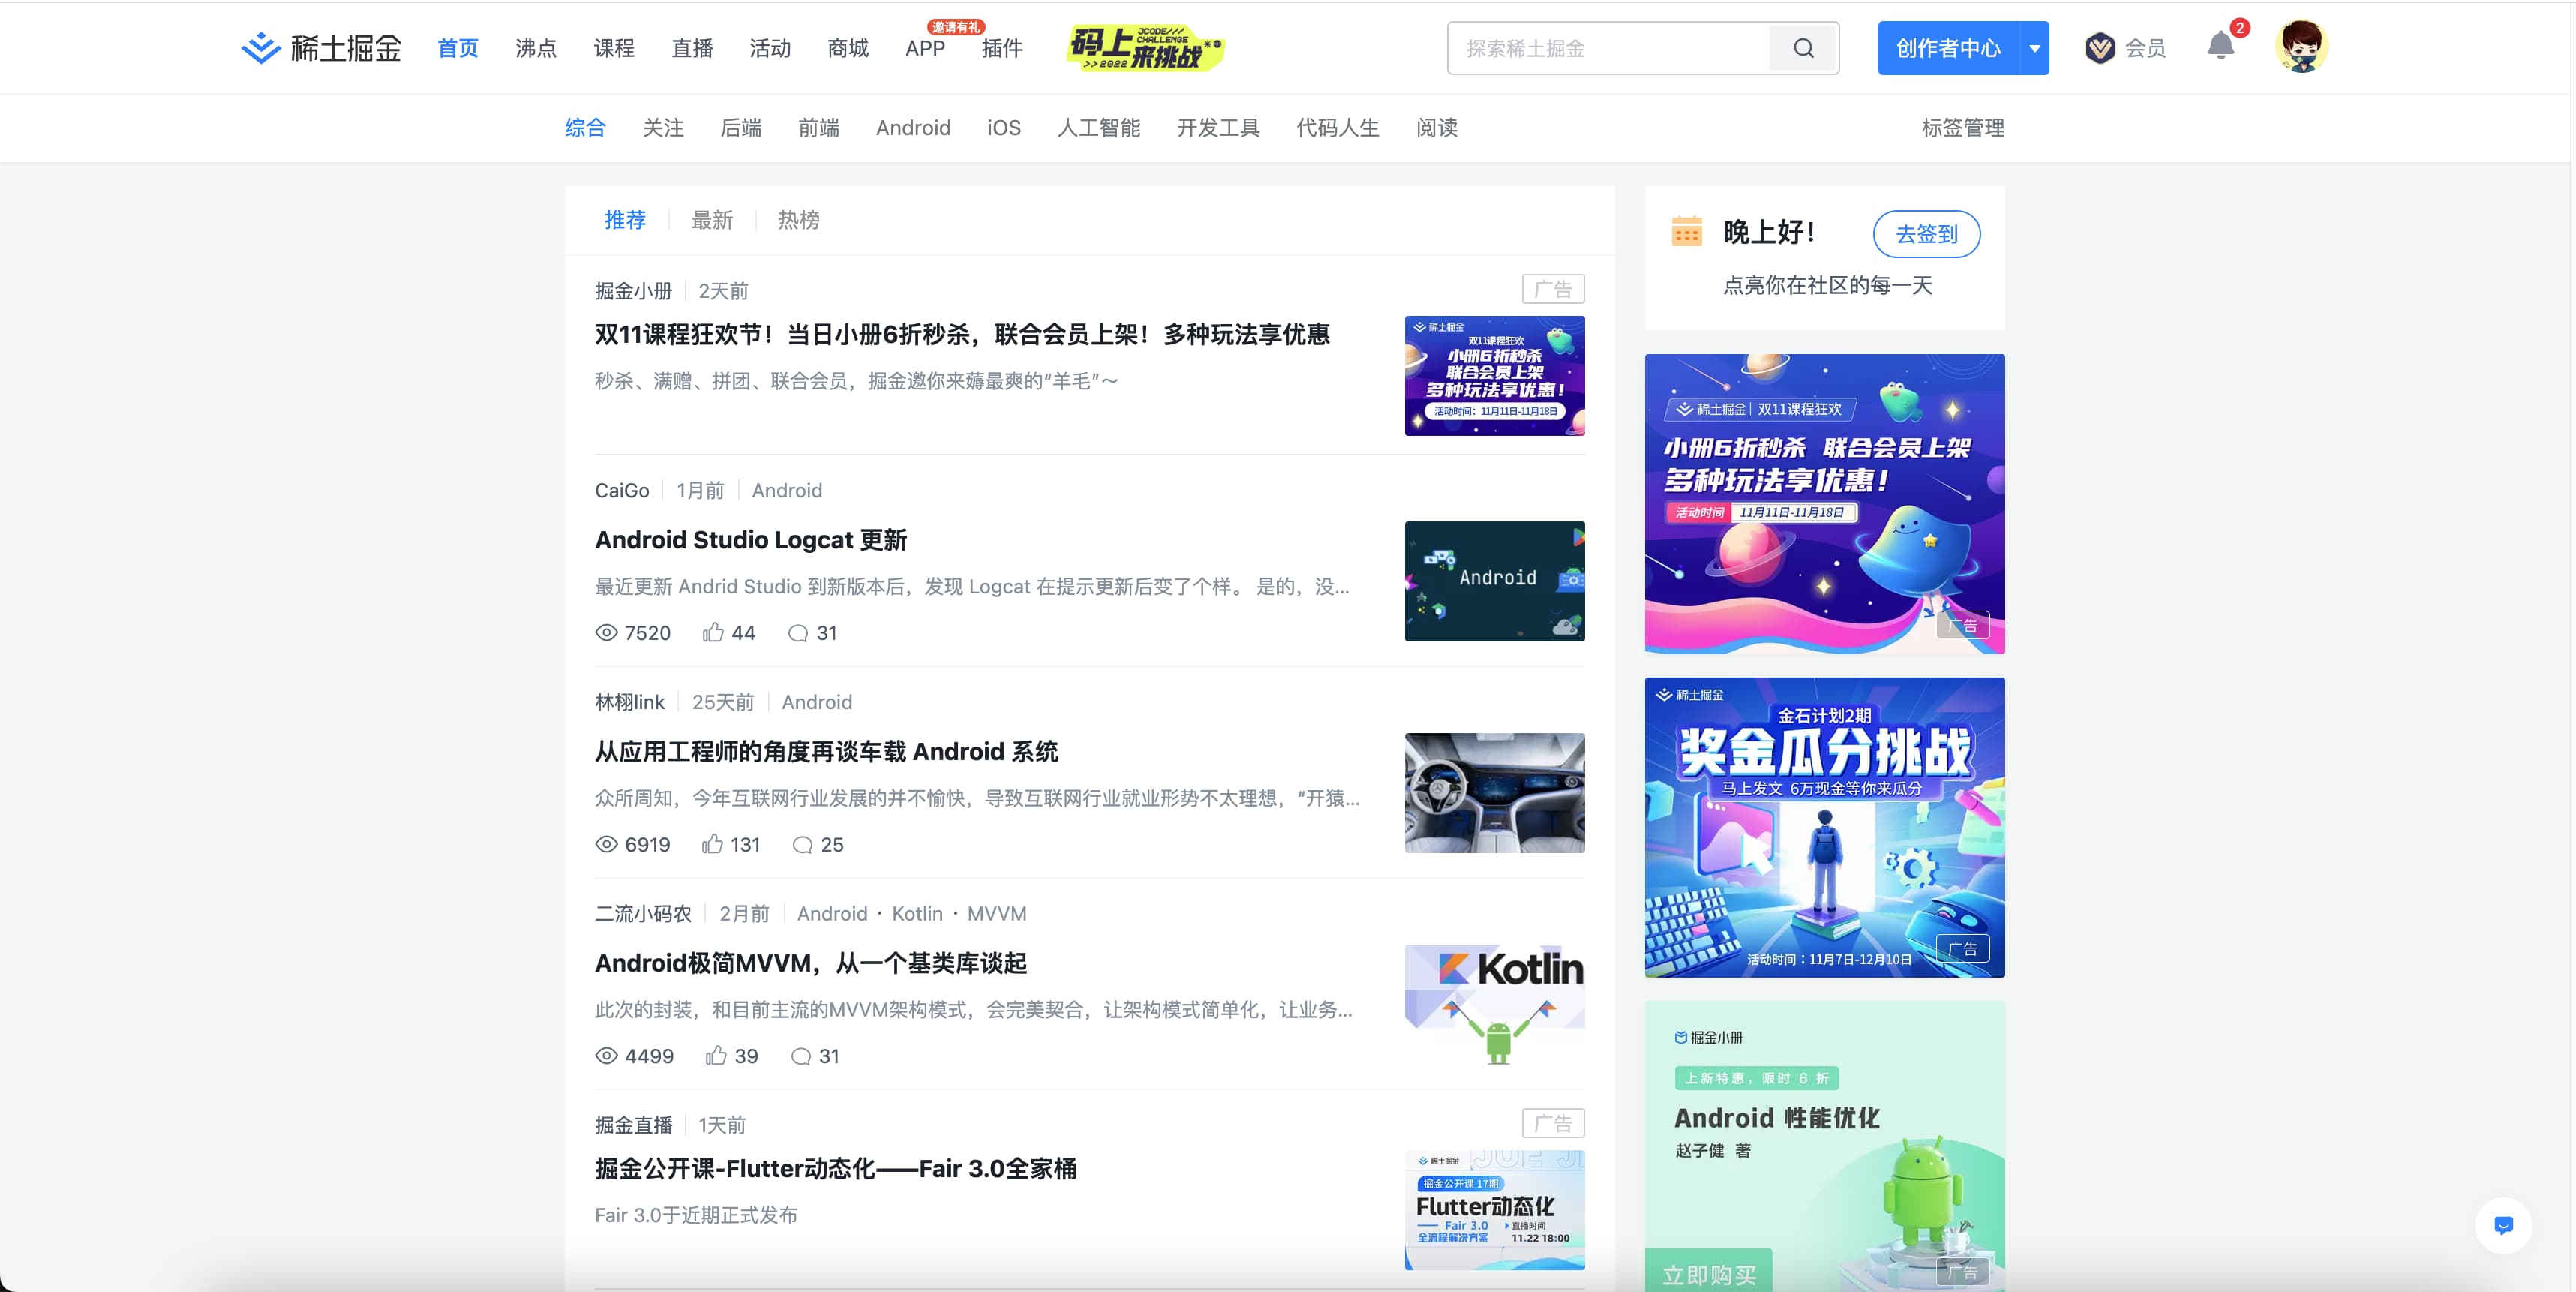 稀土掘金 首页 沸点 课程 直播 活动 商城 APP 邀请有礼 插件 码上来挑战 JCODE/// CHALLENGE >>2022 探索稀土掘金 创作者中心 会员 2
综合 关注 后端 前端 Android iOS 人工智能 开发工具 代码人生 阅读 标签管理
推荐 最新 热榜
掘金小册 2天前 广告
双11课程狂欢节！当日小册6折秒杀，联合会员上架！多种玩法享优惠
秒杀、满赠、拼团、联合会员，掘金邀你来薅最爽的“羊毛”～
稀土掘金
双11课程狂欢
小册6折秒杀
联合会员上架
多种玩法享优惠！
活动时间：11月11日-11月18日
CaiGo 1月前 Android
Android Studio Logcat 更新
最近更新 Andrid Studio 到新版本后，发现 Logcat 在提示更新后变了个样。 是的，没...
7520 44 31
Android
林栩link 25天前 Android
从应用工程师的角度再谈车载 Android 系统
众所周知，今年互联网行业发展的并不愉快，导致互联网行业就业形势不太理想，“开猿...
6919 131 25
二流小码农 2月前 Android · Kotlin · MVVM
Android极简MVVM，从一个基类库谈起
此次的封装，和目前主流的MVVM架构模式，会完美契合，让架构模式简单化，让业务...
4499 39 31
Kotlin
掘金直播 1天前 广告
掘金公开课-Flutter动态化——Fair 3.0全家桶
Fair 3.0于近期正式发布
稀土掘金
掘金公开课 17期
Flutter动态化
Fair 3.0 直播时间
全流程解决方案 11.22 18:00
晚上好！ 去签到
点亮你在社区的每一天
稀土掘金 双11课程狂欢
小册6折秒杀 联合会员上架
多种玩法享优惠！
活动时间 11月11日-11月18日
广告
稀土掘金
金石计划2期
奖金瓜分挑战
马上发文 6万现金等你来瓜分
广告
活动时间：11月7日-12月10日
掘金小册
上新特惠，限时 6 折
Android 性能优化
赵子健 著
立即购买
广告